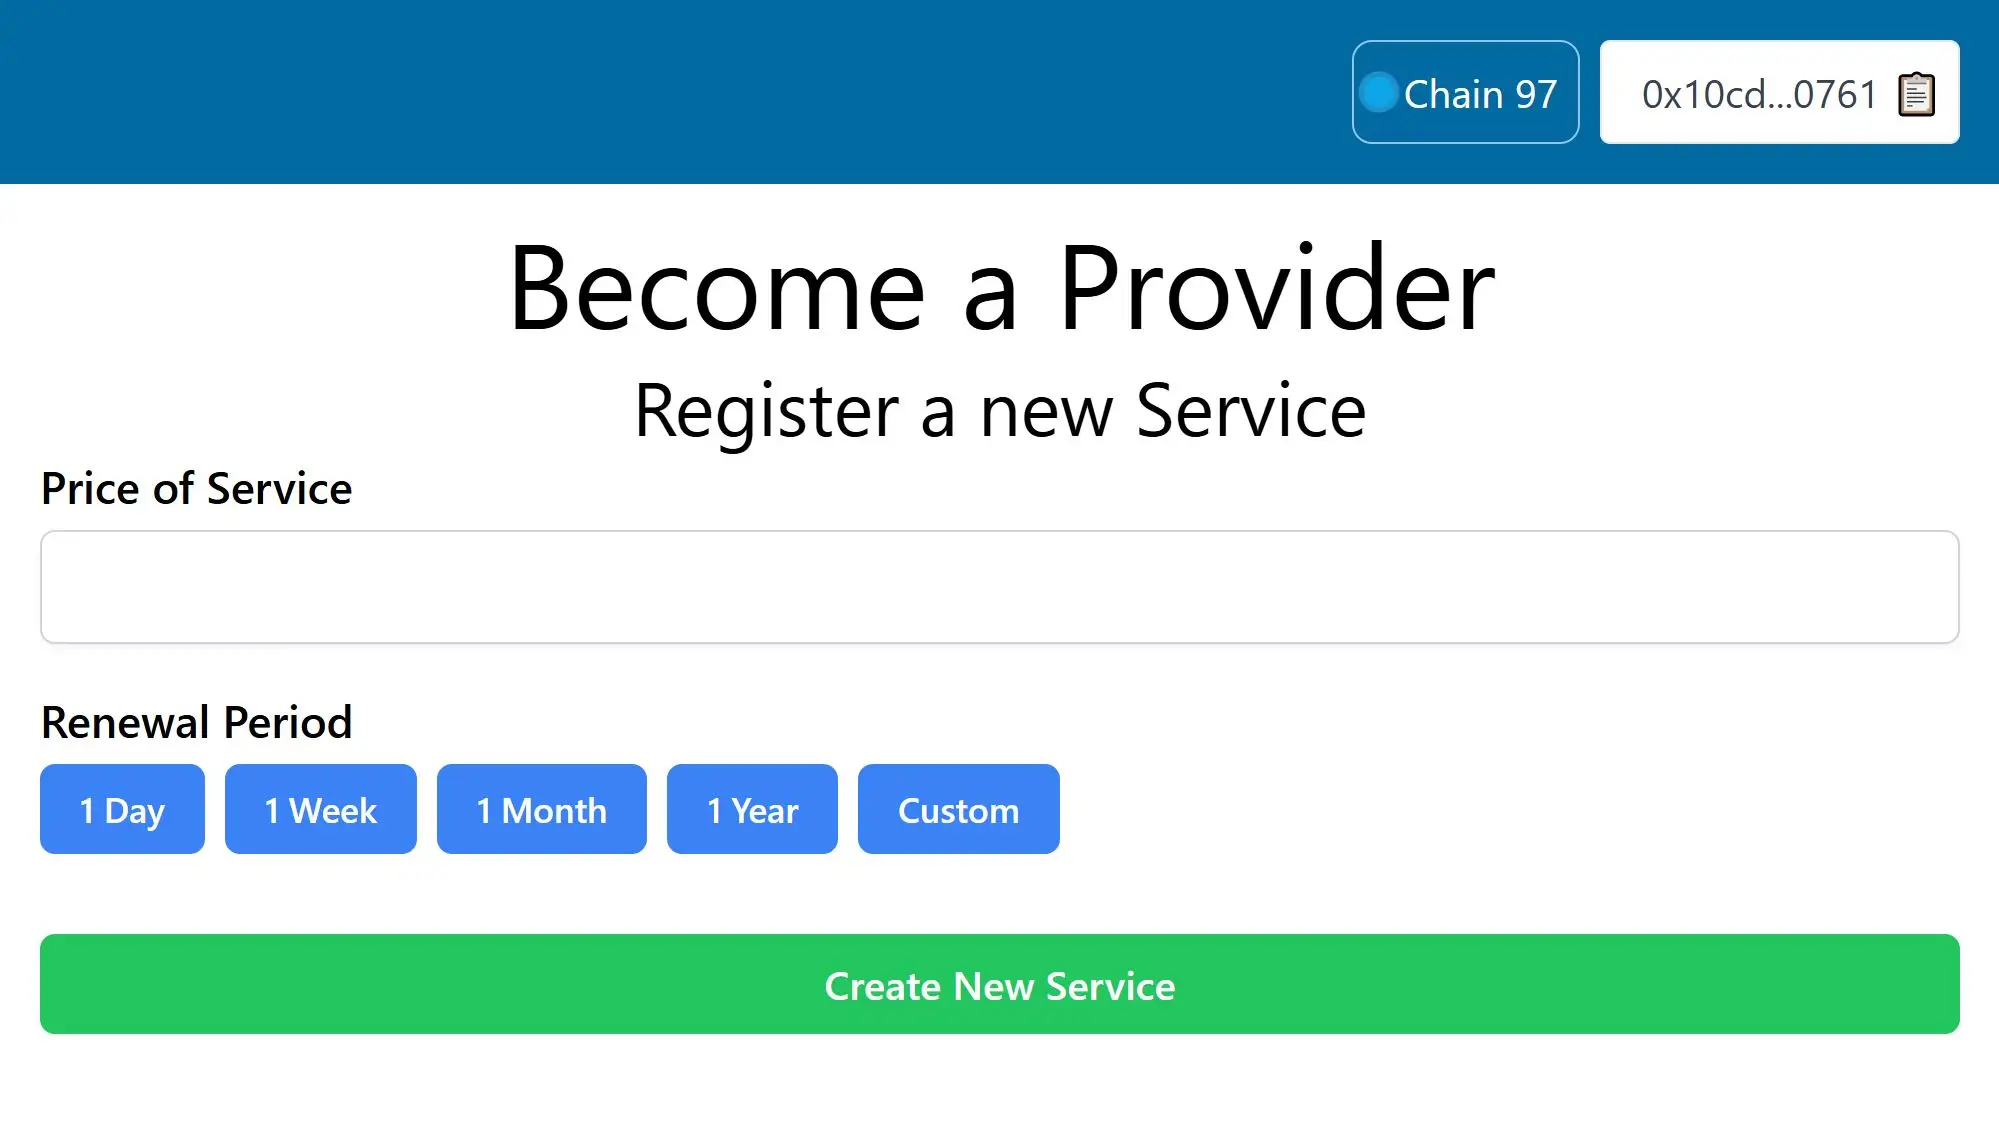 Chain 97
0x10cd...0761
Become a Provider
Register a new Service
Price of Service
Renewal Period
1 Day
1 Week
1 Month
1 Year
Custom
Create New Service